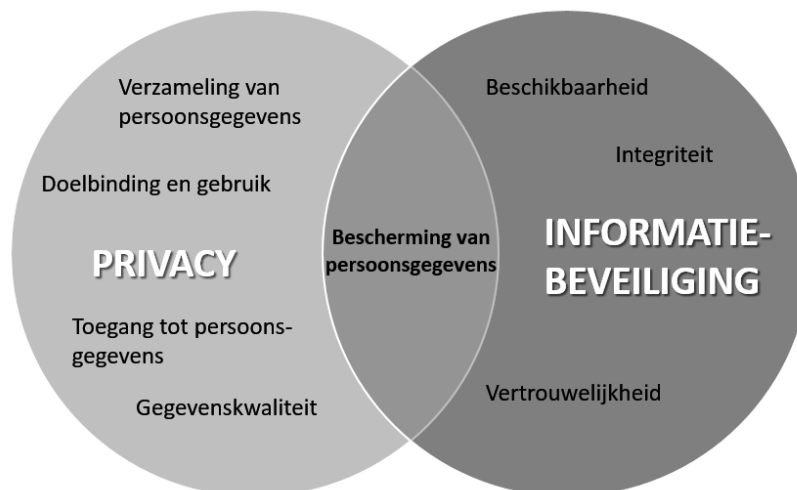 Verzameling van
persoonsgegevens
Doelbinding en gebruik
PRIVACY
Toegang tot persoons-
gegevens
Gegevenskwaliteit
Bescherming van
persoonsgegevens
Beschikbaarheid
Integriteit
INFORMATIE-
BEVEILIGING
Vertrouwelijkheid